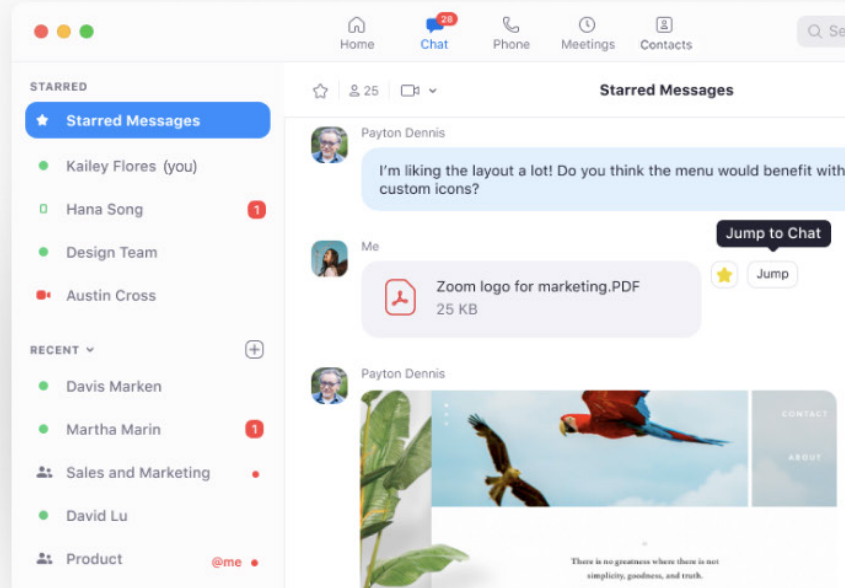 28
Home
Chat
Phone
Meetings
Contacts
Se
STARRED
Starred Messages
Kailey Flores (you)
Hana Song
1
Design Team
Austin Cross
RECENT
Davis Marken
Martha Marin
1
Sales and Marketing
David Lu
Product
@me
25
Starred Messages
Payton Dennis
I'm liking the layout a lot! Do you think the menu would benefit with
custom icons?
Me
Zoom logo for marketing.PDF
25 KB
Jump to Chat
Jump
Payton Dennis
CONTACT
ABOUT
There is no greatness where there is not
simplicity, goodness, and truth.